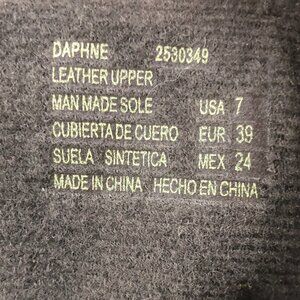 DAPHNE 2530349
LEATHER UPPER
MAN MADE SOLE USA 7
CUBIERTA DE CUERO EUR 39
SUELA SINTETICA MEX 24
MADE IN CHINA HECHO EN CHINA